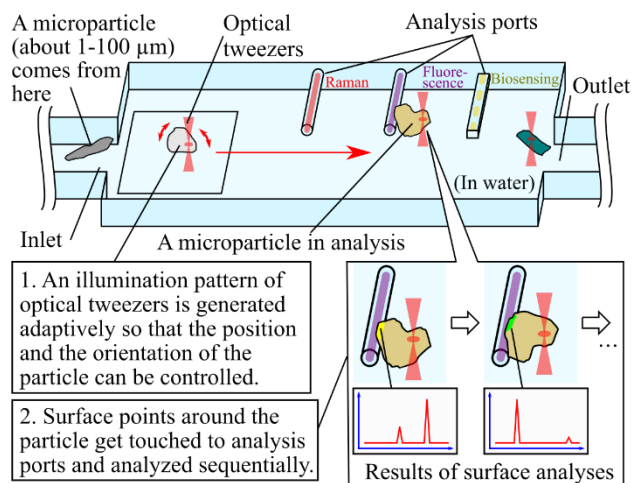 A microparticle
(about 1-100 µm)
comes from
here
Optical
tweezers
Analysis ports
Raman
Fluore-
scence
Biosensing
Outlet
(In water)
Inlet
A microparticle in analysis
1. An illumination pattern of
optical tweezers is generated
adaptively so that the position
and the orientation of the
particle can be controlled.
2. Surface points around the
particle get touched to analysis
ports and analyzed sequentially.
...
Results of surface analyses